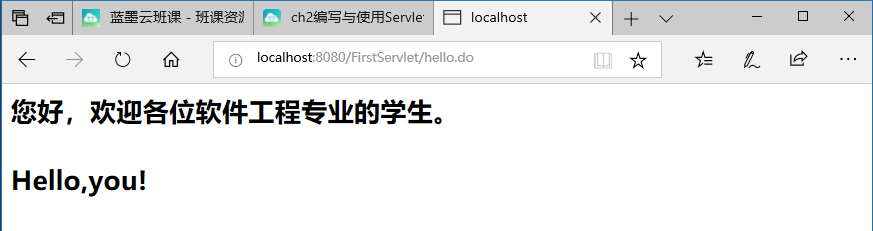 蓝墨云班课 - 班课资源
ch2编写与使用Servlet
localhost
localhost:8080/FirstServlet/hello.do
您好，欢迎各位软件工程专业的学生。
Hello,you!